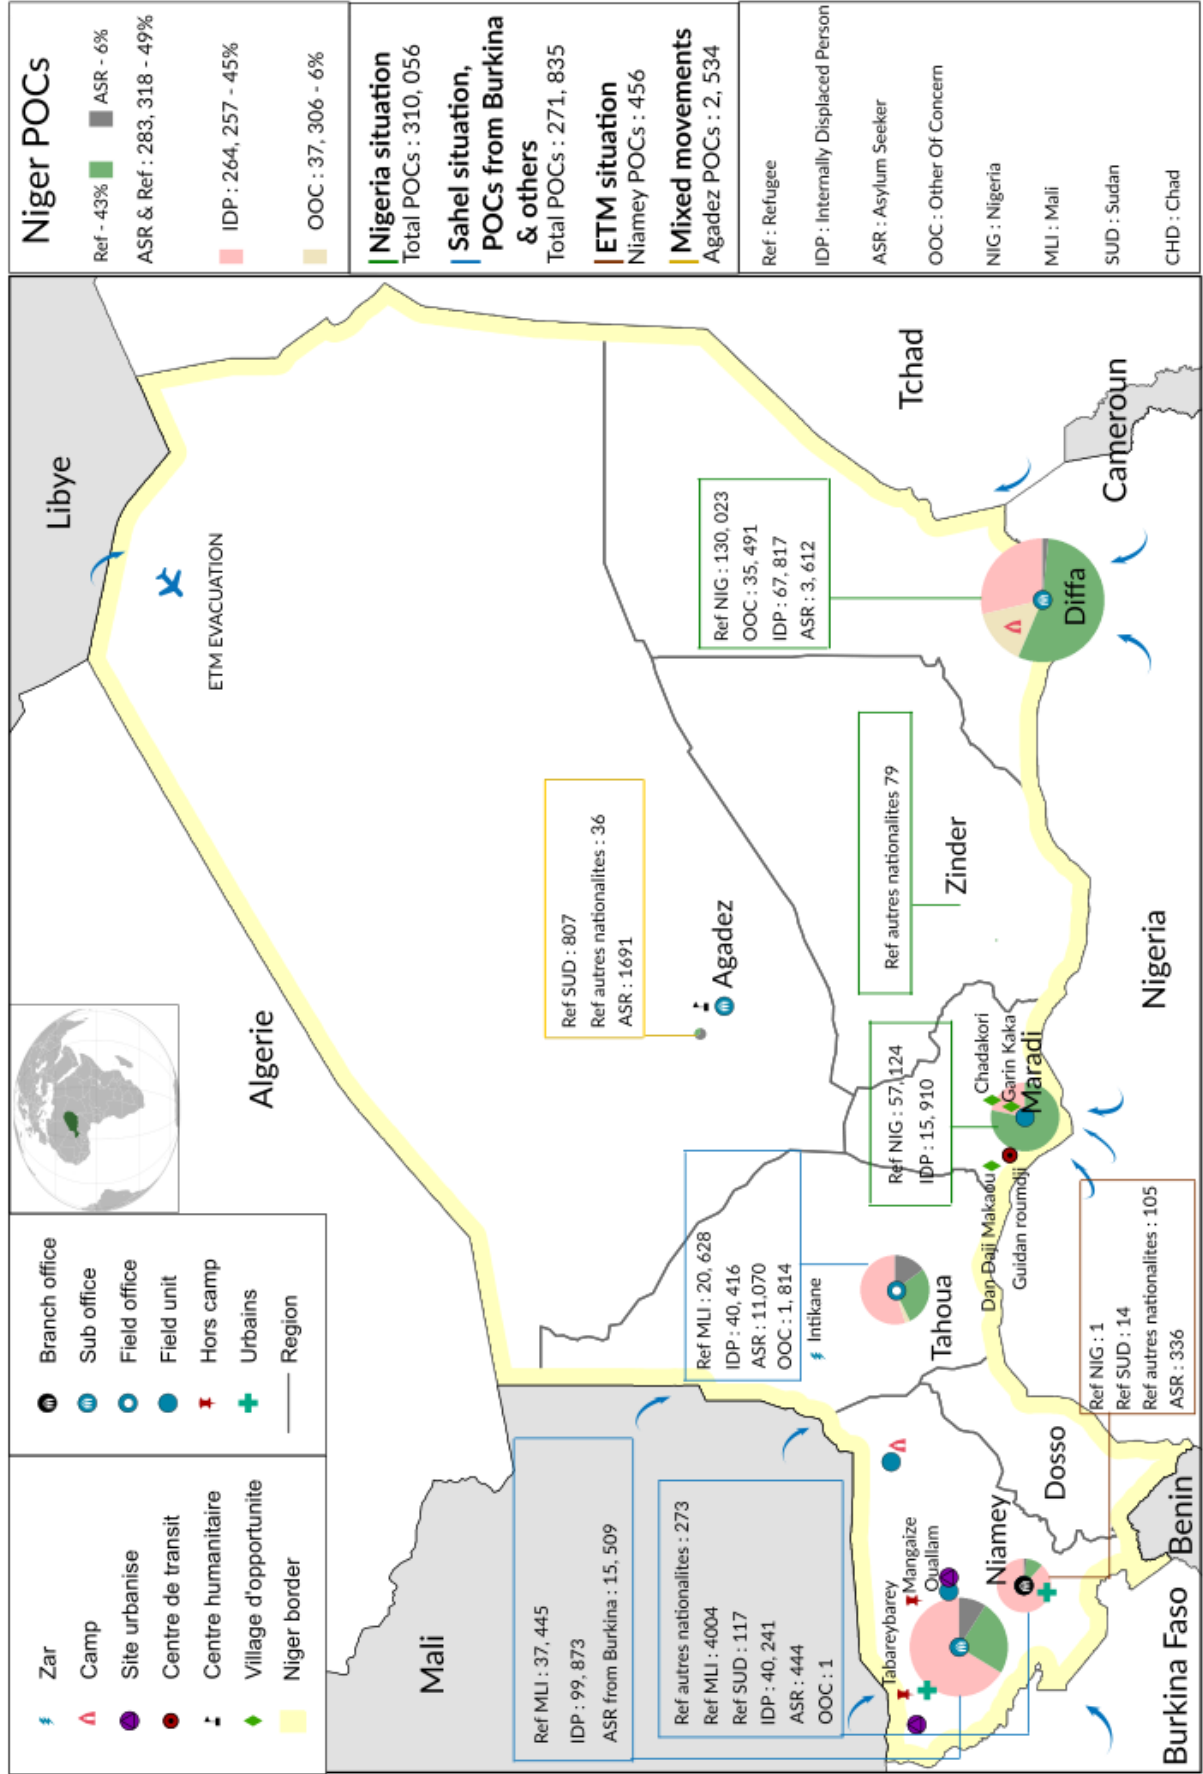 Zar
Camp
Site urbanise
Centre de transit
Centre humanitaire
Village d'opportunite
Niger border
Branch office
Sub office
Field office
Field unit
Hors camp
Urbains
Region
Algerie
Libye
ETM EVACUATION
Mali
Ref MLI : 37, 445
IDP : 99, 873
ASR from Burkina : 15, 509
Ref autres nationalites : 273
Ref MLI : 4004
Ref SUD : 117
IDP : 40, 241
ASR : 444
OOC : 1
Ref MLI : 20, 628
IDP : 40, 416
ASR : 11,070
OOC : 1, 814
Intikane
Tahoua
Ref SUD : 807
Ref autres nationalites : 36
ASR : 1691
Agadez
Ref NIG : 57, 124
IDP : 15, 910
Ref autres nationalites 79
Zinder
Ref NIG : 130, 023
OOC : 35, 491
IDP : 67, 817
ASR : 3, 612
Diffa
Tchad
Cameroun
Tabareybarey
Mangaize
Ouallam
Niamey
Dosso
Dan Daji Makaou
Guidan roumdji
Chadakori
Garin Kaka
Maradi
Ref NIG : 1
Ref SUD : 14
Ref autres nationalites : 105
ASR : 336
Nigeria
Burkina Faso
Benin
Niger POCs
Ref - 43% ASR - 6%
ASR & Ref : 283, 318 - 49%
IDP : 264, 257 - 45%
OOC : 37, 306 - 6%
Nigeria situation
Total POCs : 310, 056
Sahel situation,
POCs from Burkina
& others
Total POCs : 271, 835
ETM situation
Niamey POCs : 456
Mixed movements
Agadez POCs : 2, 534
Ref : Refugee
IDP : Internally Displaced Person
ASR : Asylum Seeker
OOC : Other Of Concern
NIG : Nigeria
MLI : Mali
SUD : Sudan
CHD : Chad